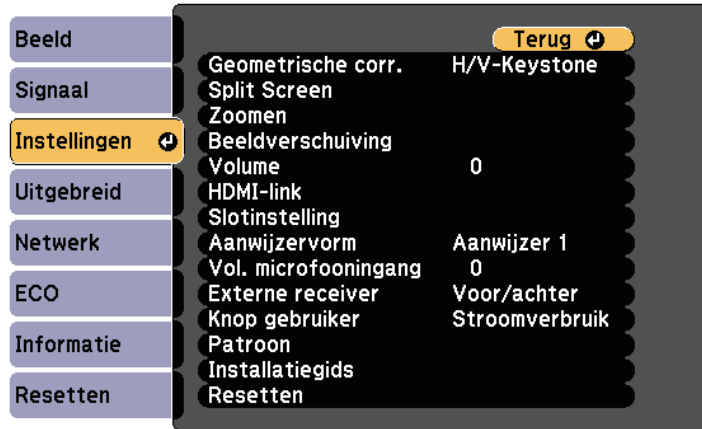 Beeld
Signaal
Instellingen
Uitgebreid
Netwerk
ECO
Informatie
Resetten
Terug
Geometrische corr. H/V-Keystone
Split Screen
Zoomen
Beeldverschuiving
Volume 0
HDMI-link
Slotinstelling
Aanwijzervorm Aanwijzer 1
Vol. microfooningang 0
Externe receiver Voor/achter
Knop gebruiker Stroomverbruik
Patroon
Installatiegids
Resetten